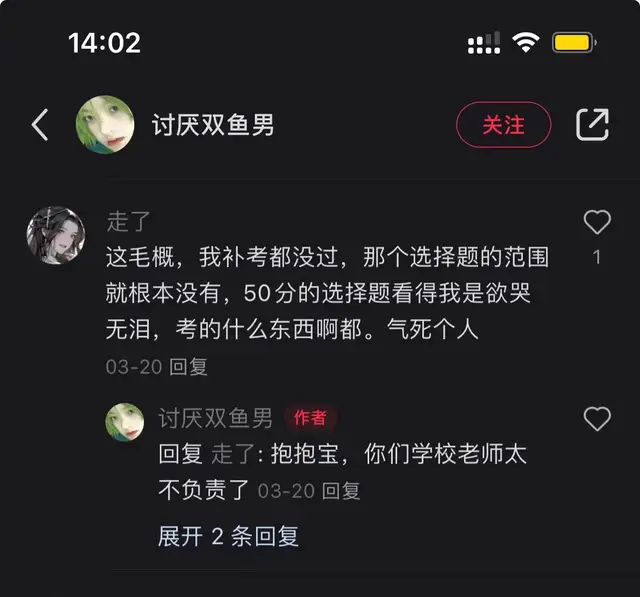 14:02
讨厌双鱼男
关注
走了
这毛概，我补考都没过，那个选择题的范围
就根本没有，50分的选择题看得我是欲哭
无泪，考的什么东西啊都。气死个人
1
03-20 回复
讨厌双鱼男 作者
回复 走了: 抱抱宝，你们学校老师太
不负责了 03-20 回复
展开 2 条回复